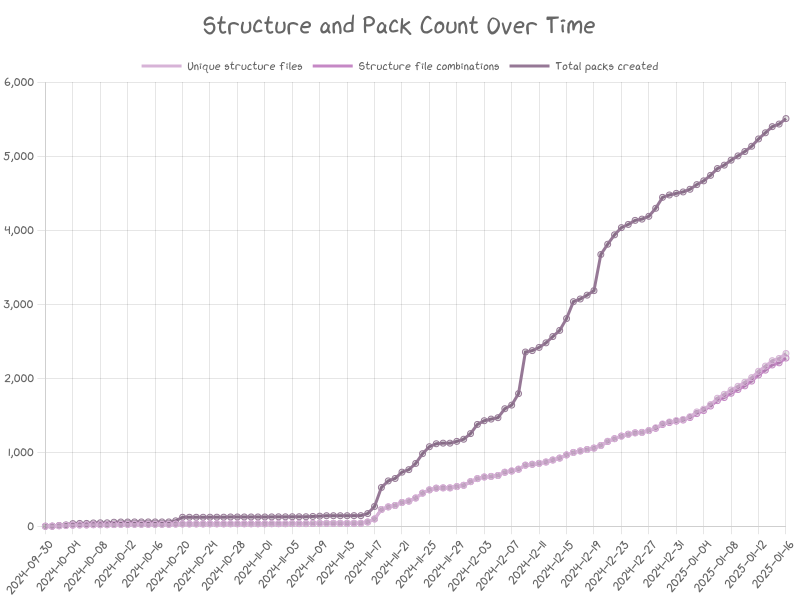 Structure and Pack Count Over Time
Unique structure files Structure file combinations Total packs created
6,000
5,000
4,000
3,000
2,000
1,000
0
2024-09-30 2024-10-04 2024-10-08 2024-10-12 2024-10-16 2024-10-20 2024-10-24 2024-10-28 2024-11-01 2024-11-05 2024-11-09 2024-11-13 2024-11-17 2024-11-21 2024-11-25 2024-11-29 2024-12-03 2024-12-07 2024-12-11 2024-12-15 2024-12-19 2024-12-23 2024-12-27 2024-12-31 2025-01-04 2025-01-08 2025-01-12 2025-01-16